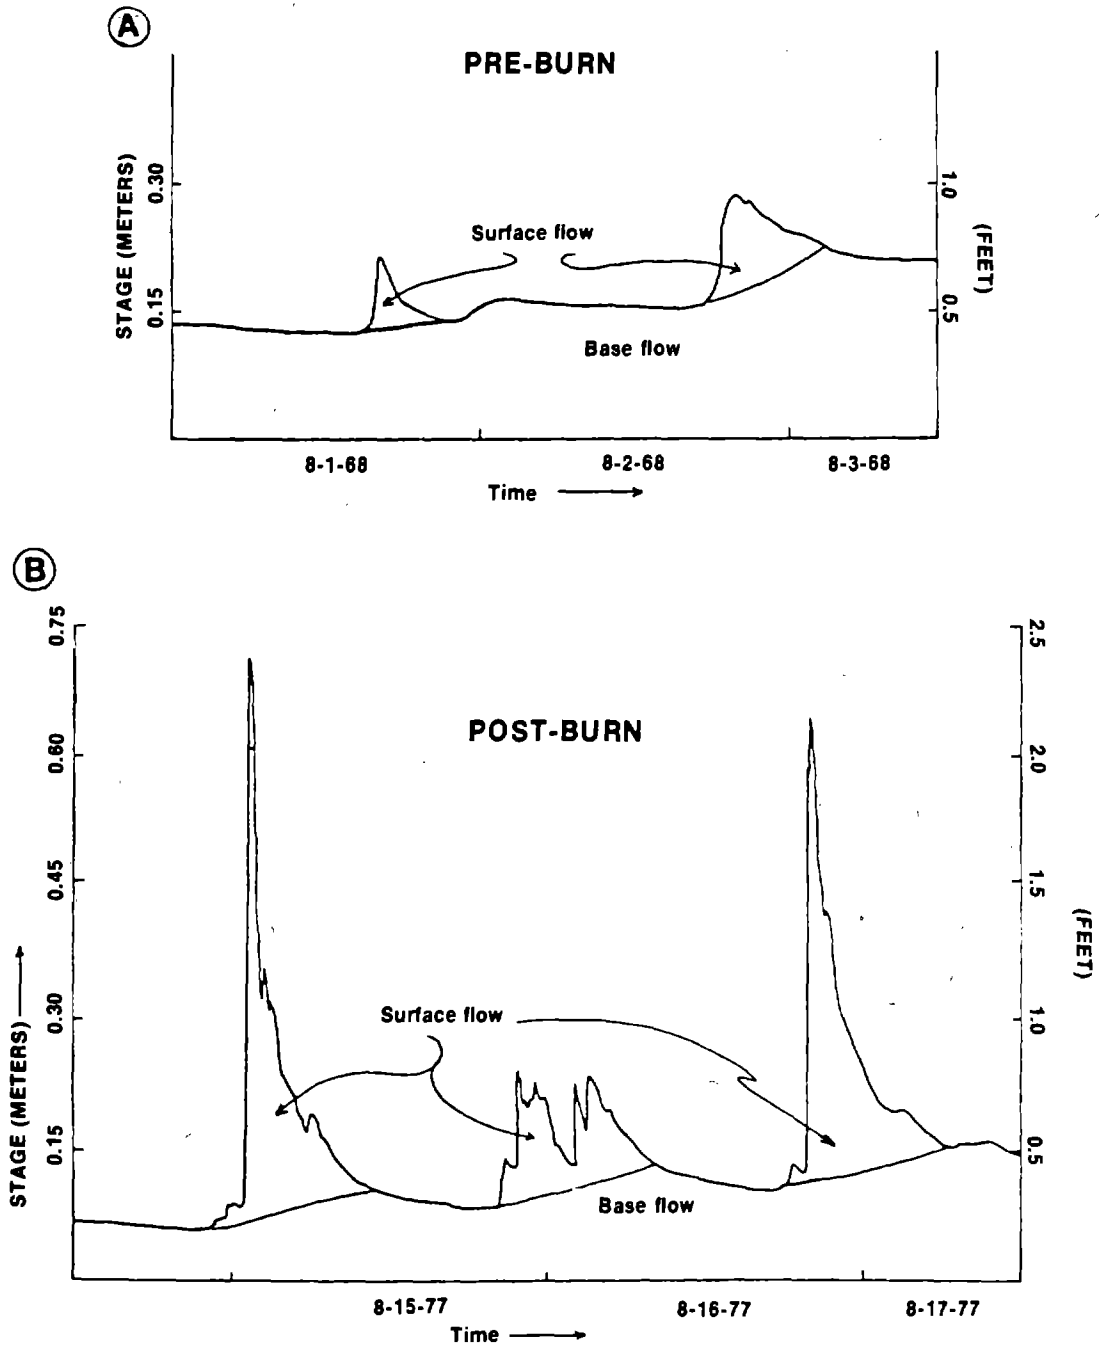 A
PRE-BURN
STAGE (METERS)
0.30
0.15
1.0
0.5
(FEET)
Surface flow
Base flow
8-1-68 8-2-68 8-3-68
Time
B
POST-BURN
STAGE (METERS)
0.75
0.60
0.45
0.30
0.15
2.5
2.0
1.5
1.0
0.5
(FEET)
Surface flow
Base flow
8-15-77 8-16-77 8-17-77
Time